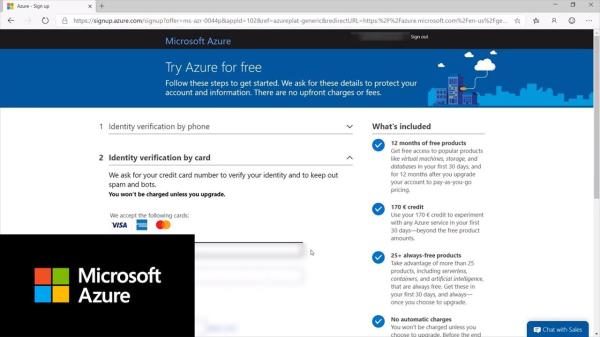 Azure - Sign up
https://signup.azure.com/signup?offer=ms-azr-0044p&appId=102&ref=azureplat-generic&redirectURL=https:%2F%2Fazure.microsoft.com%2Fen-us%2Fge...
Microsoft Azure
Sign out
Try Azure for free
Follow these steps to get started. We ask for these details to protect your
account and information. There are no upfront charges or fees.
1 Identity verification by phone
2 Identity verification by card
We ask for your credit card number to verify your identity and to keep out
spam and bots.
You won't be charged unless you upgrade.
We accept the following cards:
VISA
What's included
12 months of free products
Get free access to popular products
like virtual machines, storage, and
databases in your first 30 days, and
for 12 months after you upgrade
your account to pay-as-you-go
pricing.
170 € credit
Use your 170 € credit to experiment
with any Azure service in your first
30 days—beyond the free product
amounts.
25+ always-free products
Take advantage of more than 25
products, including serverless,
containers, and artificial intelligence,
that are always free. Get these in
your first 30 days, and always—
once you choose to upgrade.
No automatic charges
You won't be charged unless you
choose to upgrade. Before the end
Chat with Sales
Microsoft
Azure